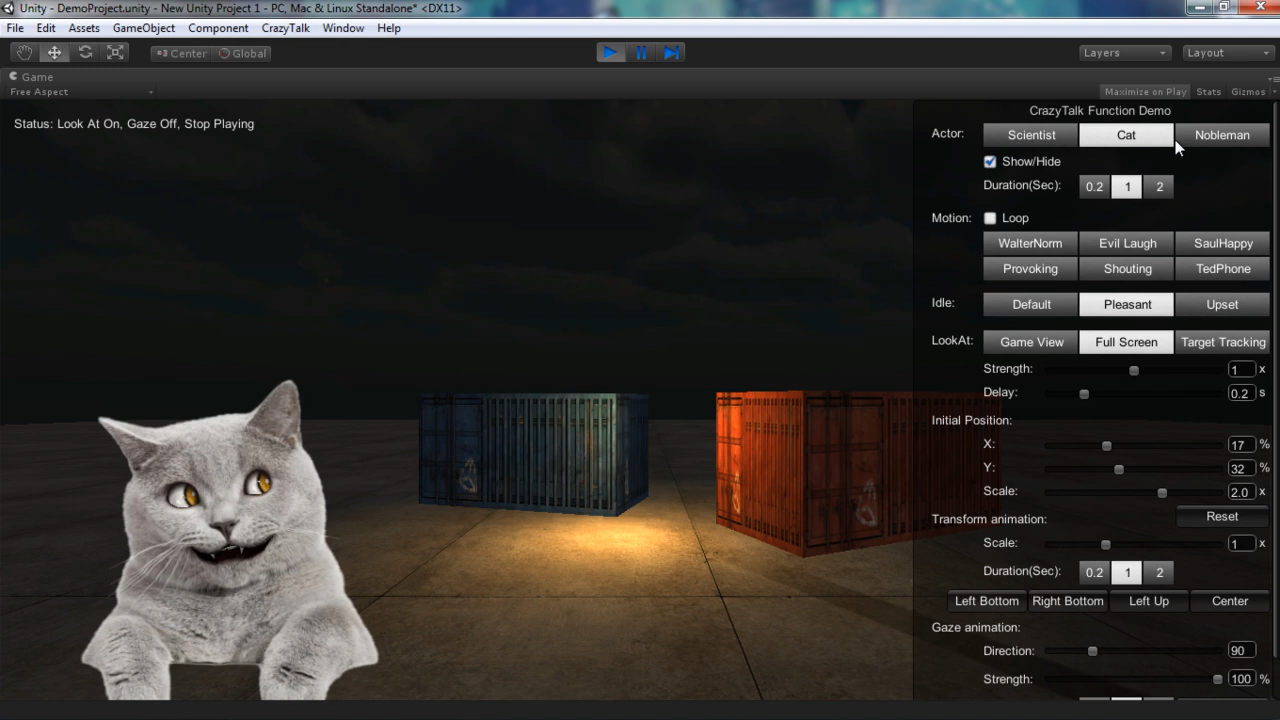 Unity - DemoProject.unity - New Unity Project 1 - PC, Mac & Linux Standalone* <DX11>
File Edit Assets GameObject Component CrazyTalk Window Help
Center Global Layers Layout
Game
Free Aspect Maximize on Play Stats Gizmos
Status: Look At On, Gaze Off, Stop Playing
CrazyTalk Function Demo
Actor: Scientist Cat Nobleman
Show/Hide
Duration(Sec): 0.2 1 2
Motion: Loop
WalterNorm Evil Laugh SaulHappy
Provoking Shouting TedPhone
Idle: Default Pleasant Upset
LookAt: Game View Full Screen Target Tracking
Strength: 1 x
Delay: 0.2 s
Initial Position:
X: 17 %
Y: 32 %
Scale: 2.0 x
Reset
Transform animation:
Scale: 1 x
Duration(Sec): 0.2 1 2
Left Bottom Right Bottom Left Up Center
Gaze animation:
Direction: 90
Strength: 100 %